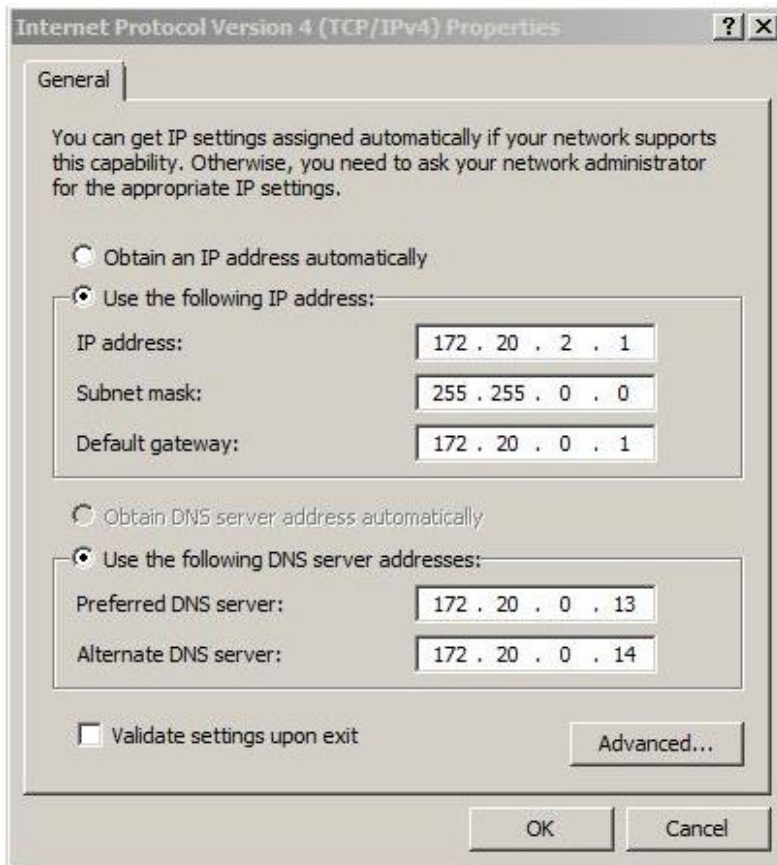 Internet Protocol Version 4 (TCP/IPv4) Properties ? X
General
You can get IP settings assigned automatically if your network supports
this capability. Otherwise, you need to ask your network administrator
for the appropriate IP settings.
Obtain an IP address automatically
Use the following IP address:
IP address: 172 . 20 . 2 . 1
Subnet mask: 255 . 255 . 0 . 0
Default gateway: 172 . 20 . 0 . 1
Obtain DNS server address automatically
Use the following DNS server addresses:
Preferred DNS server: 172 . 20 . 0 . 13
Alternate DNS server: 172 . 20 . 0 . 14
Validate settings upon exit
Advanced...
OK Cancel